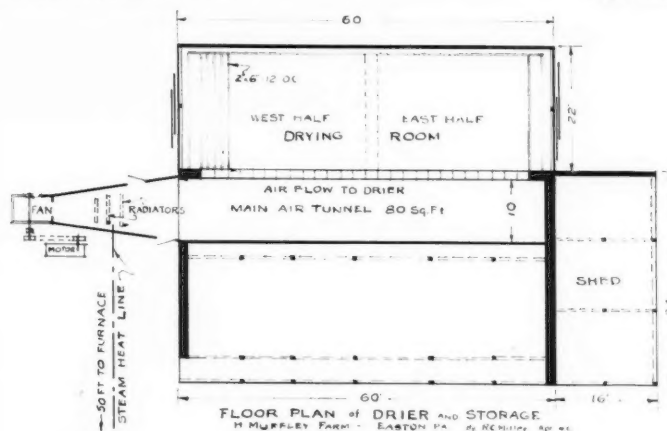 60
2x6-12 OC
WEST HALF EAST HALF
DRYING ROOM
22
AIR FLOW TO DRIER
FAN
RADIATORS
MAIN AIR TUNNEL 80 Sq.Ft
10
MOTOR
SHED
50 FT TO FURNACE
STEAM HEAT LINE
60' 16'
FLOOR PLAN of DRIER AND STORAGE
H MUFFLEY FARM - EASTON PA